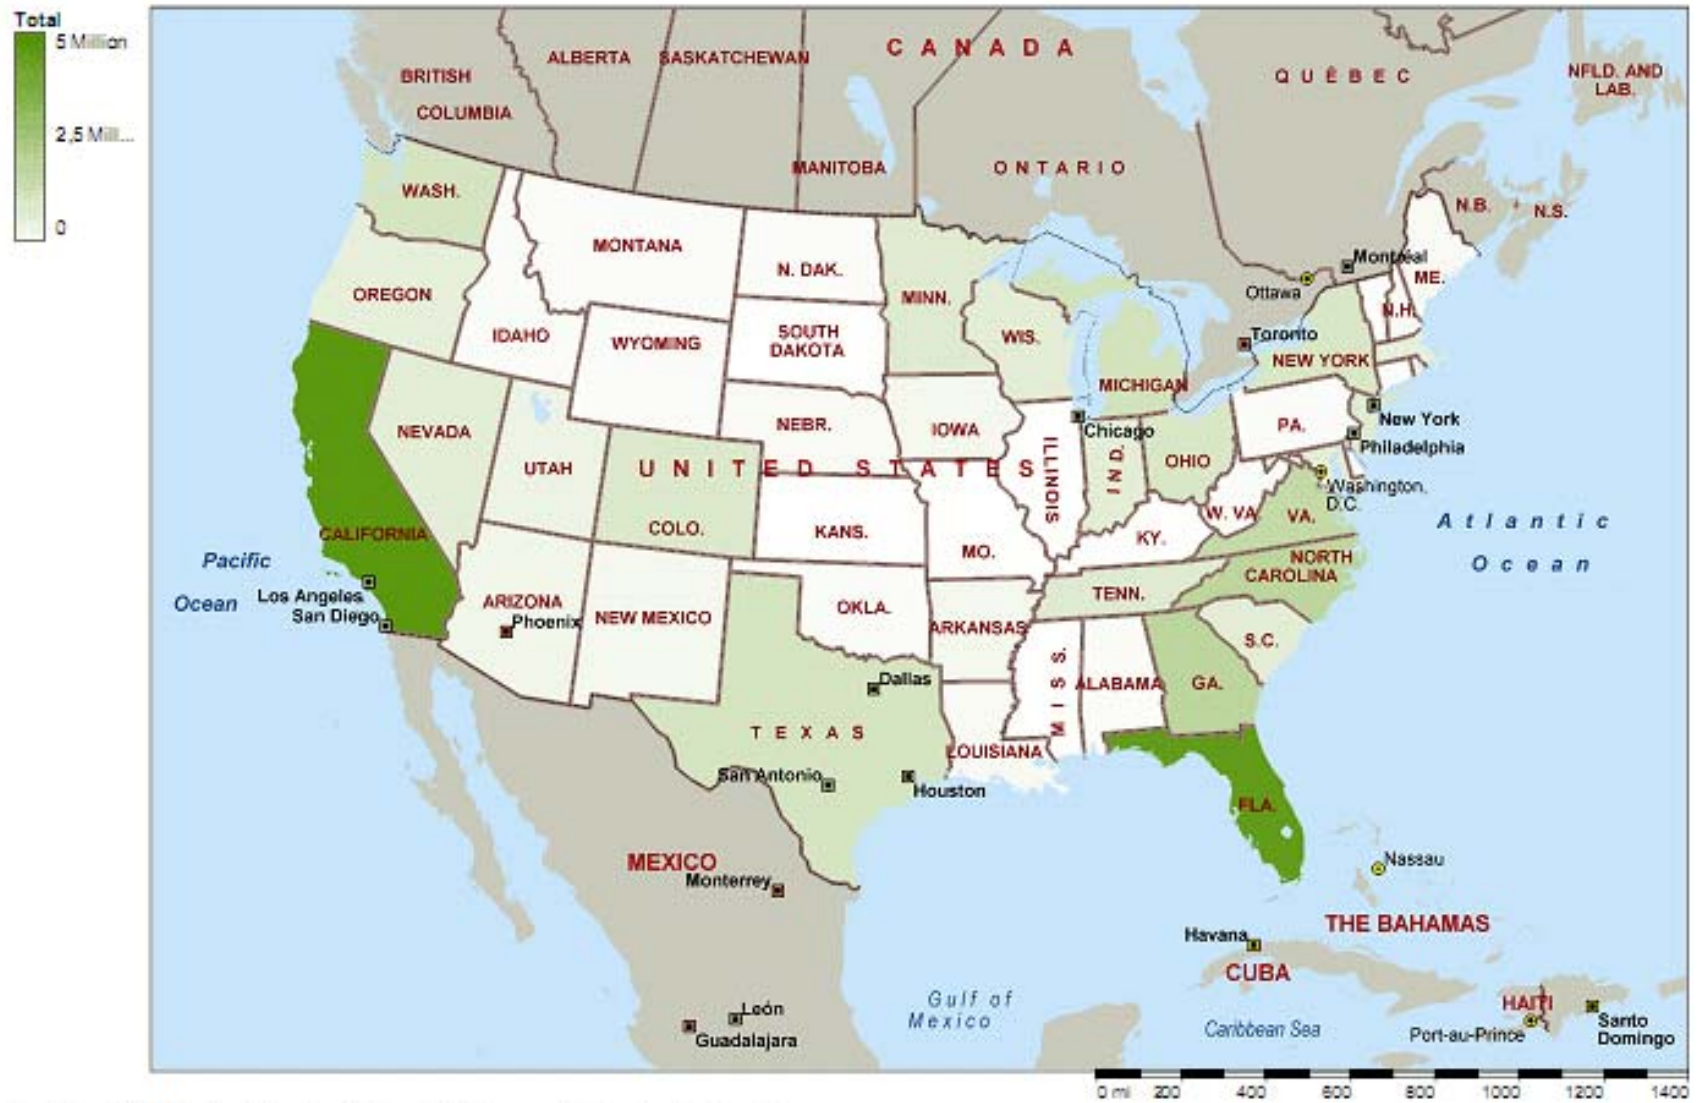 Total
5 Million
2,5 Mill...
0
CANADA
BRITISH
COLUMBIA
ALBERTA
SASKATCHEWAN
MANITOBA
ONTARIO
QUÉBEC
NFLD. AND
LAB.
N.B.
N.S.
WASH.
OREGON
IDAHO
MONTANA
WYOMING
N. DAK.
SOUTH
DAKOTA
MINN.
WIS.
MICHIGAN
NEW YORK
N.H.
ME.
Ottawa
Montréal
Toronto
New York
Philadelphia
Washington,
D.C.
Chicago
NEBR.
IOWA
ILLINOIS
IND.
OHIO
PA.
W. VA
VA.
KY.
NEVADA
UTAH
COLO.
UNITED STATES
KANS.
MO.
CALIFORNIA
Pacific
Ocean
Los Angeles
San Diego
ARIZONA
Phoenix
NEW MEXICO
OKLA.
ARKANSAS
TENN.
NORTH
CAROLINA
S.C.
GA.
ALABAMA
MISS.
LOUISIANA
TEXAS
Dallas
San Antonio
Houston
FLA.
Atlantic
Ocean
MEXICO
Monterrey
León
Guadalajara
Gulf of
Mexico
Nassau
THE BAHAMAS
Havana
CUBA
Caribbean Sea
HAITI
Port-au-Prince
Santo
Domingo
0 mi 200 400 600 800 1000 1200 1400